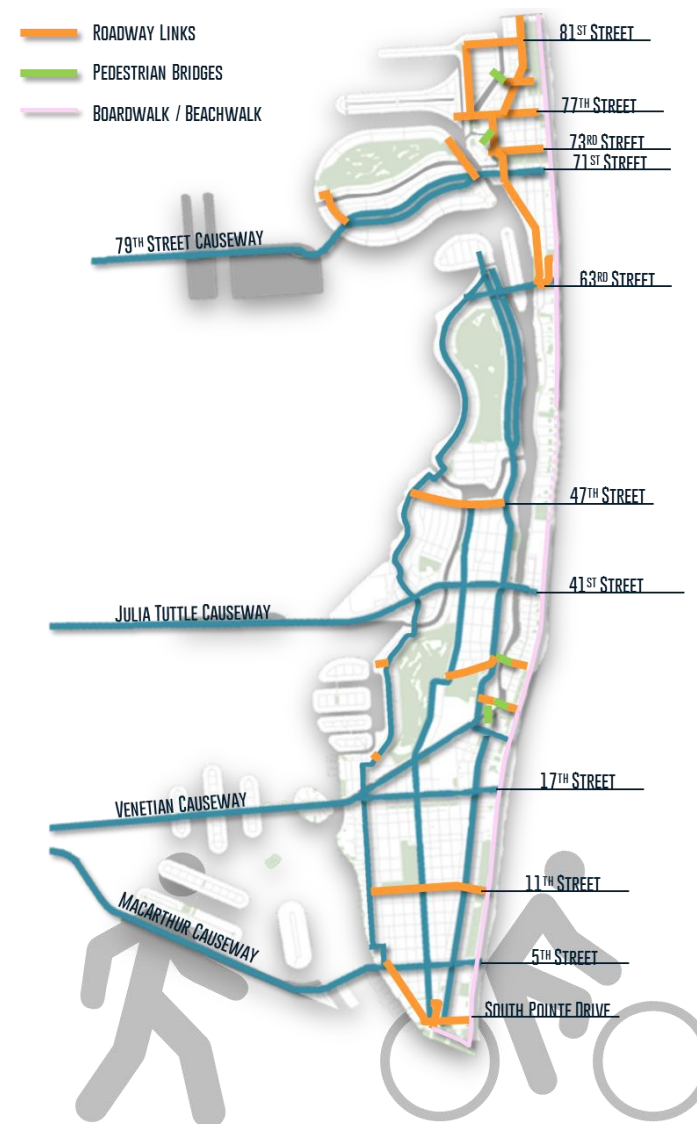 Roadway Links
Pedestrian Bridges
Boardwalk / Beachwalk
81st Street
77th Street
73rd Street
71st Street
79th Street Causeway
63rd Street
47th Street
41st Street
Julia Tuttle Causeway
17th Street
Venetian Causeway
11th Street
MacArthur Causeway
5th Street
South Pointe Drive